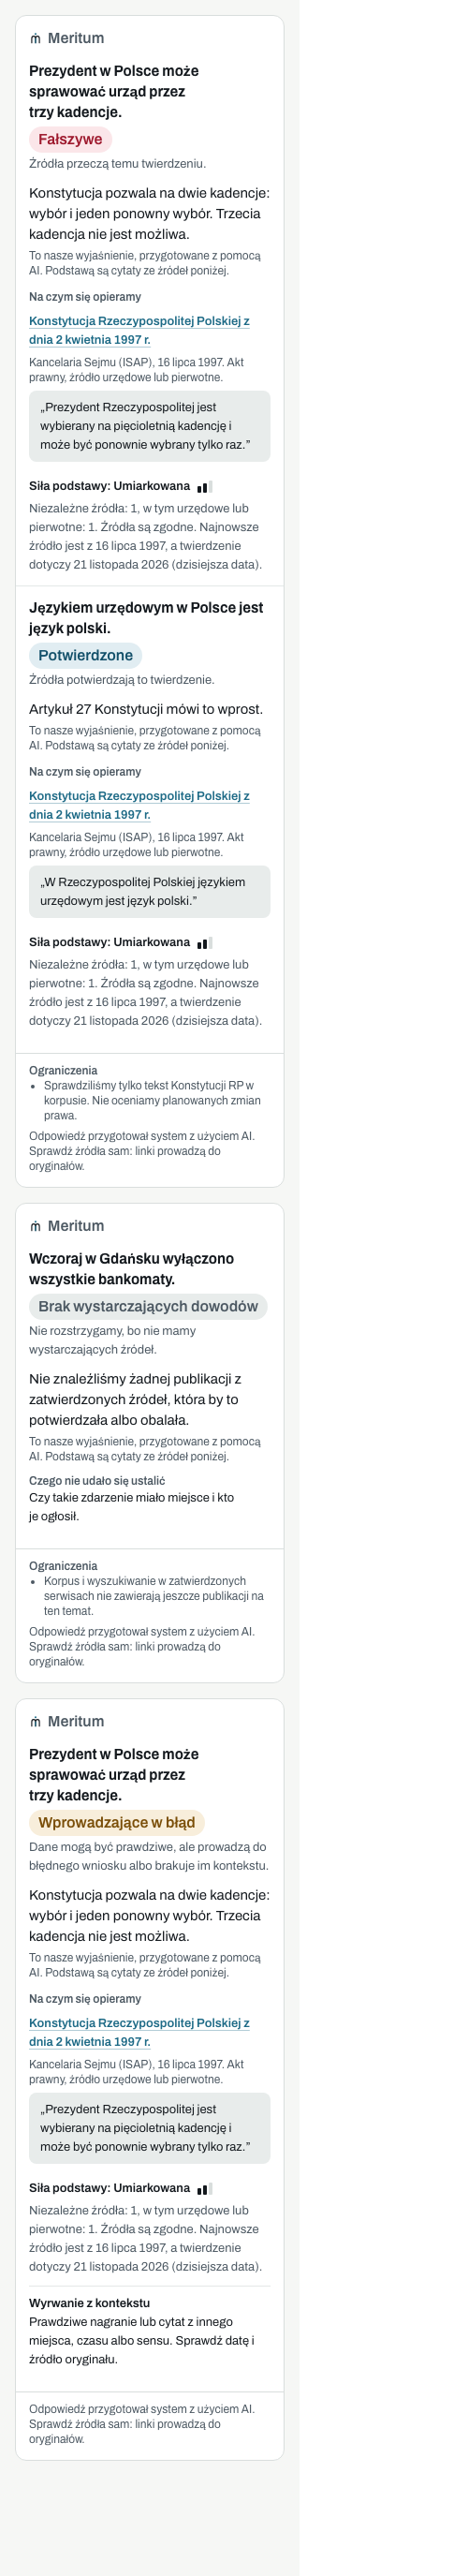 Meritum
Prezydent w Polsce może
sprawować urząd przez
trzy kadencje.
Fałszywe
Źródła przeczą temu twierdzeniu.
Konstytucja pozwala na dwie kadencje:
wybór i jeden ponowny wybór. Trzecia
kadencja nie jest możliwa.
To nasze wyjaśnienie, przygotowane z pomocą
AI. Podstawą są cytaty ze źródeł poniżej.
Na czym się opieramy
Konstytucja Rzeczypospolitej Polskiej z
dnia 2 kwietnia 1997 r.
Kancelaria Sejmu (ISAP), 16 lipca 1997. Akt
prawny, źródło urzędowe lub pierwotne.
„Prezydent Rzeczypospolitej jest
wybierany na pięcioletnią kadencję i
może być ponownie wybrany tylko raz.”
Siła podstawy: Umiarkowana
Niezależne źródła: 1, w tym urzędowe lub
pierwotne: 1. Źródła są zgodne. Najnowsze
źródło jest z 16 lipca 1997, a twierdzenie
dotyczy 21 listopada 2026 (dzisiejsza data).
Językiem urzędowym w Polsce jest
język polski.
Potwierdzone
Źródła potwierdzają to twierdzenie.
Artykuł 27 Konstytucji mówi to wprost.
To nasze wyjaśnienie, przygotowane z pomocą
AI. Podstawą są cytaty ze źródeł poniżej.
Na czym się opieramy
Konstytucja Rzeczypospolitej Polskiej z
dnia 2 kwietnia 1997 r.
Kancelaria Sejmu (ISAP), 16 lipca 1997. Akt
prawny, źródło urzędowe lub pierwotne.
„W Rzeczypospolitej Polskiej językiem
urzędowym jest język polski.”
Siła podstawy: Umiarkowana
Niezależne źródła: 1, w tym urzędowe lub
pierwotne: 1. Źródła są zgodne. Najnowsze
źródło jest z 16 lipca 1997, a twierdzenie
dotyczy 21 listopada 2026 (dzisiejsza data).
Ograniczenia
• Sprawdziliśmy tylko tekst Konstytucji RP w
korpusie. Nie oceniamy planowanych zmian
prawa.
Odpowiedź przygotował system z użyciem AI.
Sprawdź źródła sam: linki prowadzą do
oryginałów.
Meritum
Wczoraj w Gdańsku wyłączono
wszystkie bankomaty.
Brak wystarczających dowodów
Nie rozstrzygamy, bo nie mamy
wystarczających źródeł.
Nie znaleźliśmy żadnej publikacji z
zatwierdzonych źródeł, która by to
potwierdzała albo obalała.
To nasze wyjaśnienie, przygotowane z pomocą
AI. Podstawą są cytaty ze źródeł poniżej.
Czego nie udało się ustalić
Czy takie zdarzenie miało miejsce i kto
je ogłosił.
Ograniczenia
• Korpus i wyszukiwanie w zatwierdzonych
serwisach nie zawierają jeszcze publikacji na
ten temat.
Odpowiedź przygotował system z użyciem AI.
Sprawdź źródła sam: linki prowadzą do
oryginałów.
Meritum
Prezydent w Polsce może
sprawować urząd przez
trzy kadencje.
Wprowadzające w błąd
Dane mogą być prawdziwe, ale prowadzą do
błędnego wniosku albo brakuje im kontekstu.
Konstytucja pozwala na dwie kadencje:
wybór i jeden ponowny wybór. Trzecia
kadencja nie jest możliwa.
To nasze wyjaśnienie, przygotowane z pomocą
AI. Podstawą są cytaty ze źródeł poniżej.
Na czym się opieramy
Konstytucja Rzeczypospolitej Polskiej z
dnia 2 kwietnia 1997 r.
Kancelaria Sejmu (ISAP), 16 lipca 1997. Akt
prawny, źródło urzędowe lub pierwotne.
„Prezydent Rzeczypospolitej jest
wybierany na pięcioletnią kadencję i
może być ponownie wybrany tylko raz.”
Siła podstawy: Umiarkowana
Niezależne źródła: 1, w tym urzędowe lub
pierwotne: 1. Źródła są zgodne. Najnowsze
źródło jest z 16 lipca 1997, a twierdzenie
dotyczy 21 listopada 2026 (dzisiejsza data).
Wyrwanie z kontekstu
Prawdziwe nagranie lub cytat z innego
miejsca, czasu albo sensu. Sprawdź datę i
źródło oryginału.
Odpowiedź przygotował system z użyciem AI.
Sprawdź źródła sam: linki prowadzą do
oryginałów.